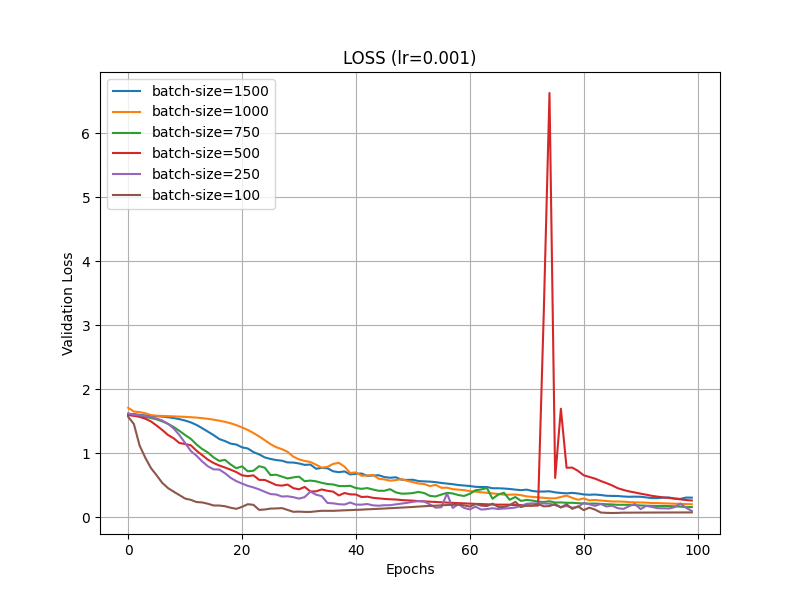 LOSS (lr=0.001)
batch-size=1500
batch-size=1000
batch-size=750
batch-size=500
batch-size=250
batch-size=100
Validation Loss
6
5
4
3
2
1
0
0 20 40 60 80 100
Epochs